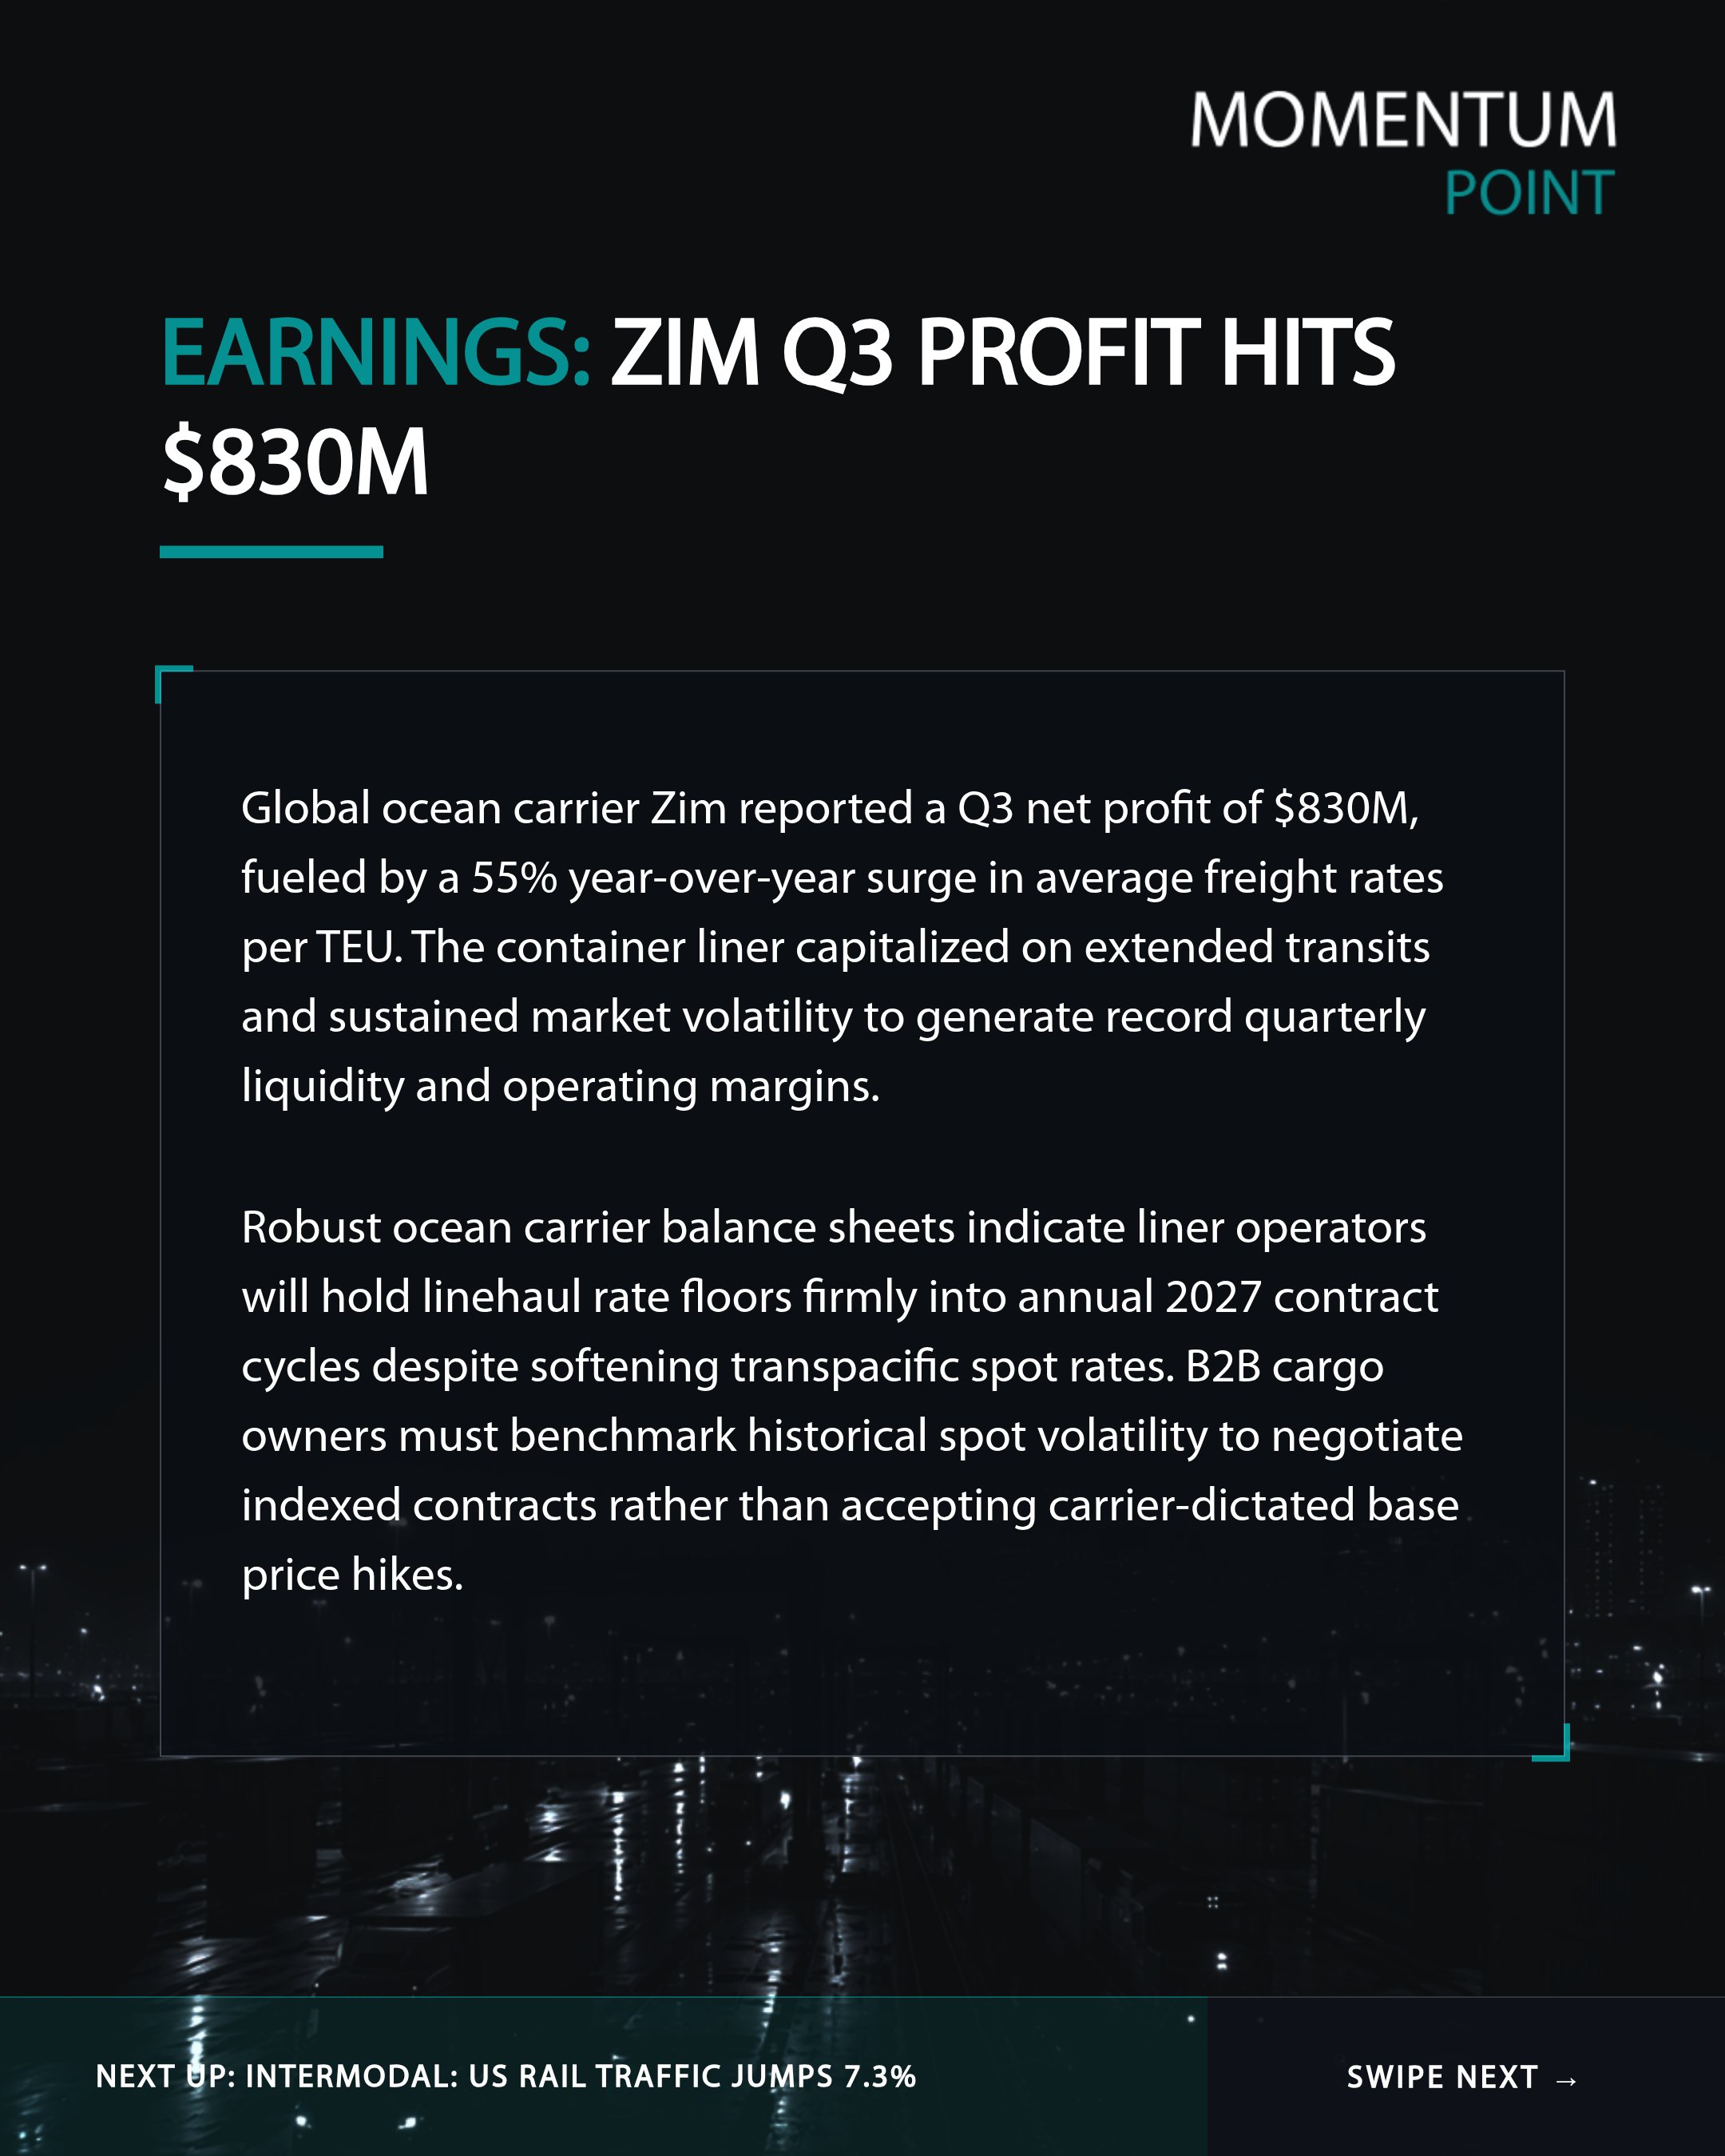 MOMENTUM
POINT
EARNINGS: ZIM Q3 PROFIT HITS
$830M
Global ocean carrier Zim reported a Q3 net profit of $830M,
fueled by a 55% year-over-year surge in average freight rates
per TEU. The container liner capitalized on extended transits
and sustained market volatility to generate record quarterly
liquidity and operating margins.
Robust ocean carrier balance sheets indicate liner operators
will hold linehaul rate floors firmly into annual 2027 contract
cycles despite softening transpacific spot rates. B2B cargo
owners must benchmark historical spot volatility to negotiate
indexed contracts rather than accepting carrier-dictated base
price hikes.
NEXT UP: INTERMODAL: US RAIL TRAFFIC JUMPS 7.3%
SWIPE NEXT →